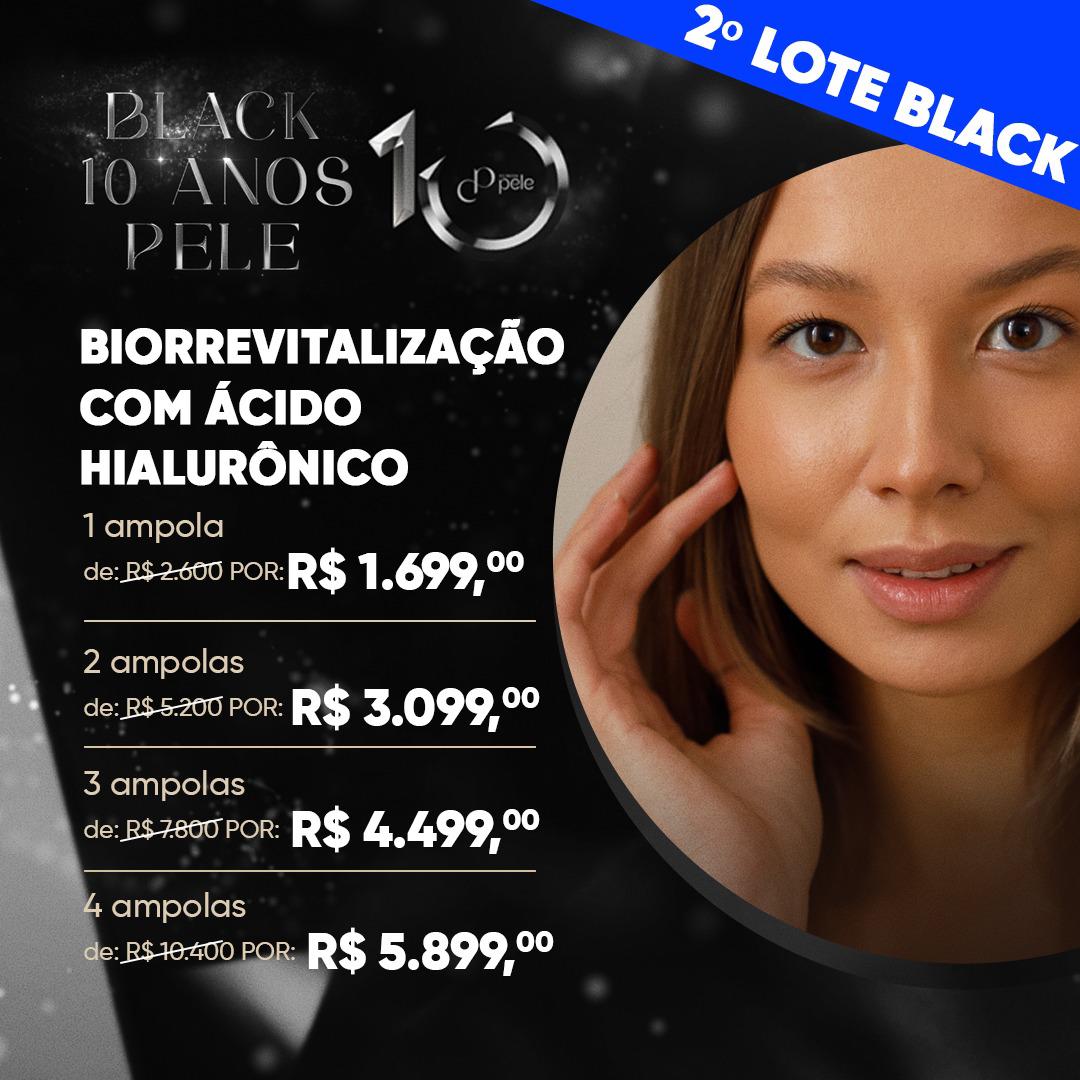 2º LOTE BLACK
BLACK
10 ANOS
PELE
10
pele
BIORREVITALIZAÇÃO
COM ÁCIDO
HIALURÔNICO
1 ampola
de: R$ 2.600 POR: R$ 1.699,00
2 ampolas
de: R$ 5.200 POR: R$ 3.099,00
3 ampolas
de: R$ 7.800 POR: R$ 4.499,00
4 ampolas
de: R$ 10.400 POR: R$ 5.899,00